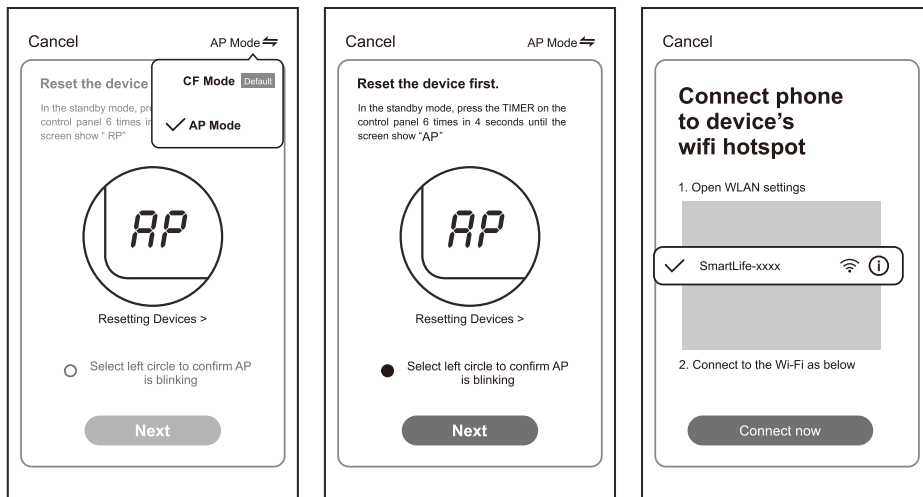 Cancel
AP Mode
CF Mode Default
AP Mode
Reset the device
In the standby mode, pre
control panel 6 times in
screen show “ RP”
AP
Resetting Devices >
Select left circle to confirm AP
is blinking
Next
Cancel
AP Mode
Reset the device first.
In the standby mode, press the TIMER on the
control panel 6 times in 4 seconds until the
screen show “AP”
AP
Resetting Devices >
Select left circle to confirm AP
is blinking
Next
Cancel
Connect phone
to device’s
wifi hotspot
1. Open WLAN settings
SmartLife-xxxx
2. Connect to the Wi-Fi as below
Connect now